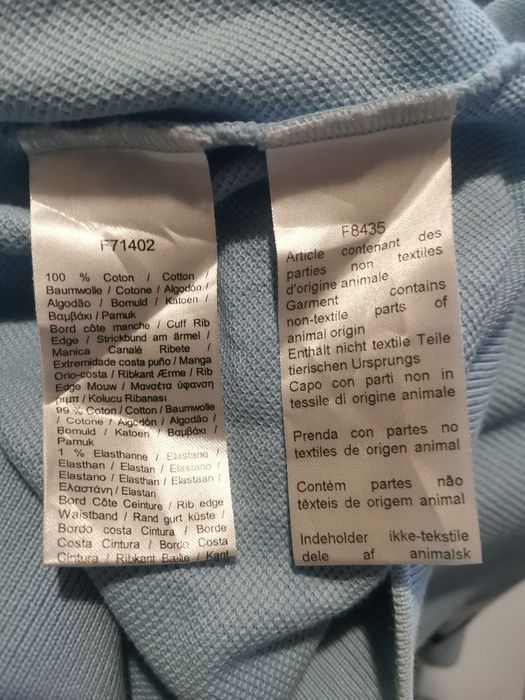 F71402
100 % Coton / Cotton /
Baumwolle / Cotone / Algodón /
Algodão / Bomuld / Katoen /
Βαμβάκι / Pamuk
Bord côte manche / Cuff Rib
Edge / Strickbund am ärmel /
Manica Canalé Ribete
Extremidade costa puño / Manga
Orlo-costa / Ribkant Ærme / Rib
Edge Mouw / Μανσέτα ύφανση
ριμπ / Kolucu Ribanası
99 % Coton / Cotton / Baumwolle
/ Cotone / Algodón / Algodão /
Bomuld / Katoen / Βαμβάκι /
Pamuk
1 % Elasthanne / Elastane /
Elasthan / Elastan / Elastano /
Elastano / Elasthan / Elastaan /
Ελαστάνη / Elastan
Bord Côte Ceinture / Rib edge
Waistband / Rand gurt küste /
Bordo costa Cintura / Borde
Costa Cintura / Borda Costa
Cintura / Ribkant Bælte / Kant
F8435
Article contenant des
parties non textiles
d'origine animale
Garment contains
non-textile parts of
animal origin
Enthält nicht textile Teile
tierischen Ursprungs
Capo con parti non in
tessile di origine animale
Prenda con partes no
textiles de origen animal
Contém partes não
têxteis de origem animal
Indeholder ikke-tekstile
dele af animalsk